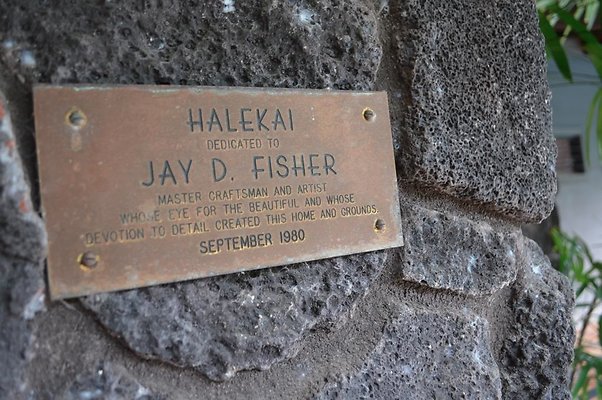 HALEKAI
DEDICATED TO
JAY D. FISHER
MASTER CRAFTSMAN AND ARTIST
WHOSE EYE FOR THE BEAUTIFUL AND WHOSE
DEVOTION TO DETAIL CREATED THIS HOME AND GROUNDS.
SEPTEMBER 1980